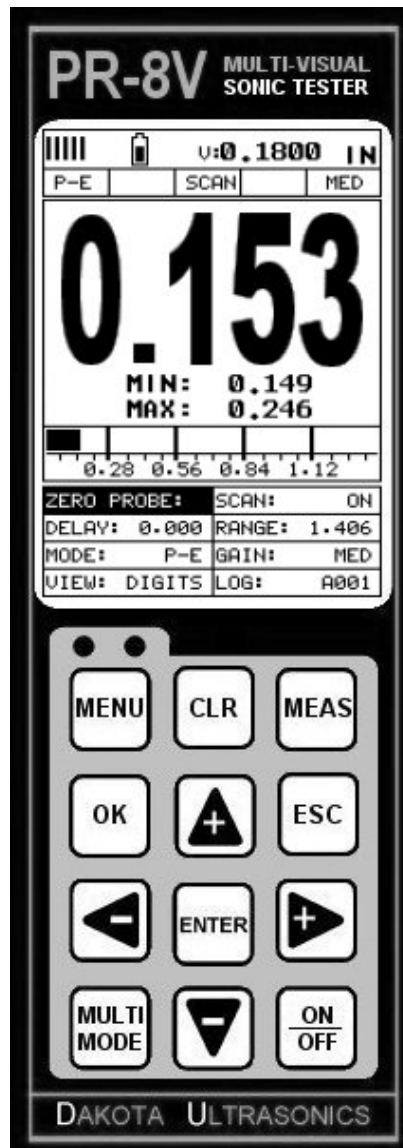 PR-8V MULTI-VISUAL
SONIC TESTER
V:0.1800 IN
P-E SCAN MED
0.153
MIN: 0.149
MAX: 0.246
0.28 0.56 0.84 1.12
ZERO PROBE: SCAN: ON
DELAY: 0.000 RANGE: 1.406
MODE: P-E GAIN: MED
VIEW: DIGITS LOG: A001
MENU CLR MEAS
OK + ESC
- ENTER +
MULTI MODE - ON OFF
DAKOTA ULTRASONICS